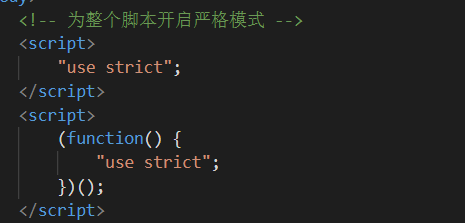 ody>
<!-- 为整个脚本开启严格模式 -->
<script>
"use strict";
</script>
<script>
(function() {
"use strict";
})();
</script>